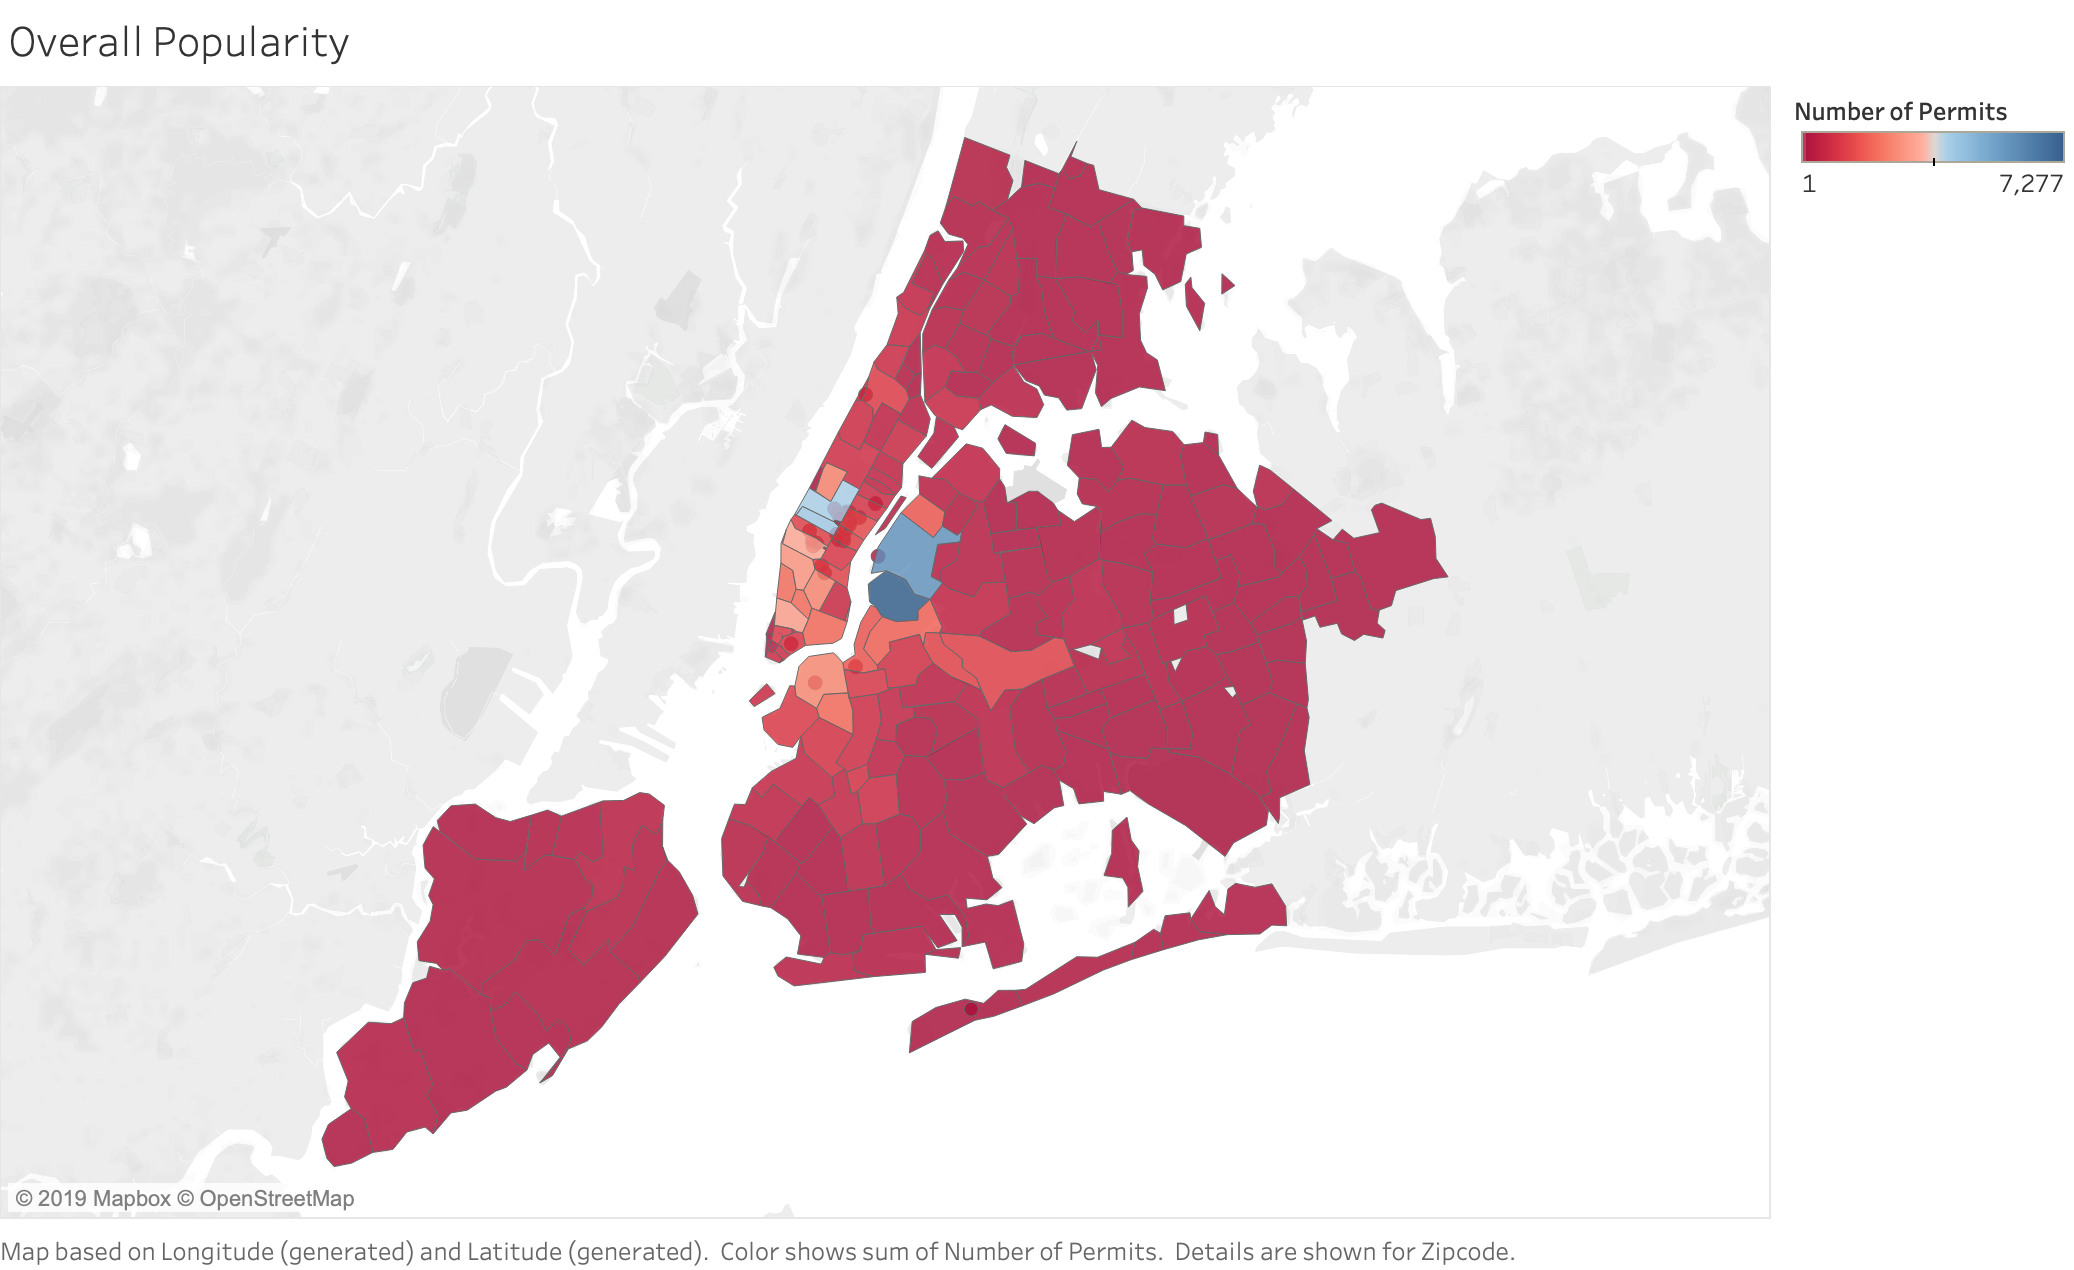 Overall Popularity
Number of Permits
1 7,277
© 2019 Mapbox © OpenStreetMap
Map based on Longitude (generated) and Latitude (generated).  Color shows sum of Number of Permits.  Details are shown for Zipcode.